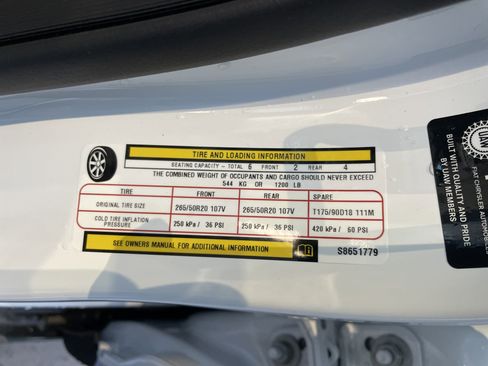 TIRE AND LOADING INFORMATION
SEATING CAPACITY - TOTAL 6 FRONT 2 REAR 4
THE COMBINED WEIGHT OF OCCUPANTS AND CARGO SHOULD NEVER EXCEED
544 KG OR 1200 LB
TIRE FRONT REAR SPARE
ORIGINAL TIRE SIZE 265/50R20 107V 265/50R20 107V T175/90D18 111M
COLD TIRE INFLATION PRESSURE 250 kPa / 36 PSI 250 kPa / 36 PSI 420 kPa / 60 PSI
SEE OWNERS MANUAL FOR ADDITIONAL INFORMATION
S8651779
UAW
BUILT WITH QUALITY AND PRIDE
BY UAW MEMBERS
CHRYSLER AUTOMOBILES